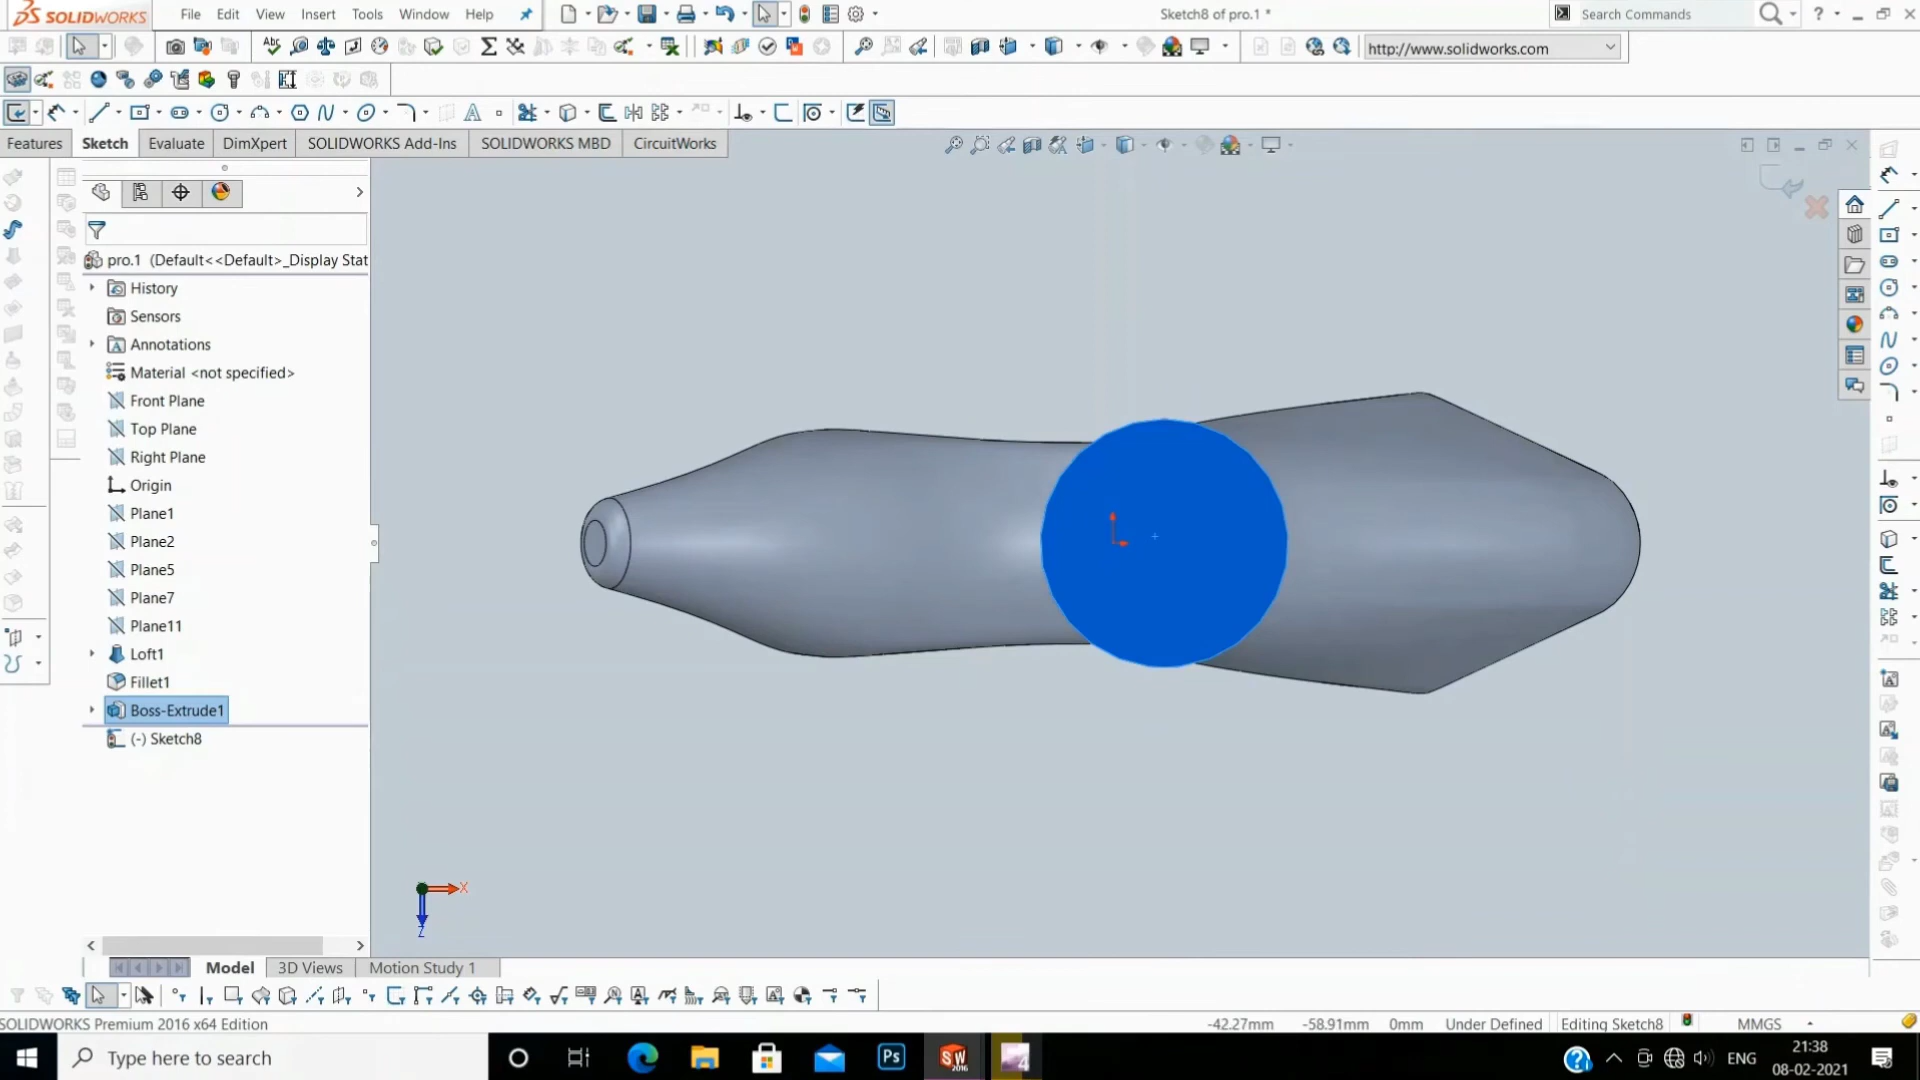 SOLIDWORKS File Edit View Insert Tools Window Help Sketch8 of pro.1 * Search Commands ?
http://www.solidworks.com
Features Sketch Evaluate DimXpert SOLIDWORKS Add-Ins SOLIDWORKS MBD CircuitWorks
pro.1 (Default<<Default>_Display Stat
History
Sensors
Annotations
Material <not specified>
Front Plane
Top Plane
Right Plane
Origin
Plane1
Plane2
Plane5
Plane7
Plane11
Loft1
Fillet1
Boss-Extrude1
(-) Sketch8
X
Z
Model 3D Views Motion Study 1
SOLIDWORKS Premium 2016 x64 Edition -42.27mm -58.91mm 0mm Under Defined Editing Sketch8 MMGS
Type here to search Ps SW 2016 4 ENG 21:38
08-02-2021